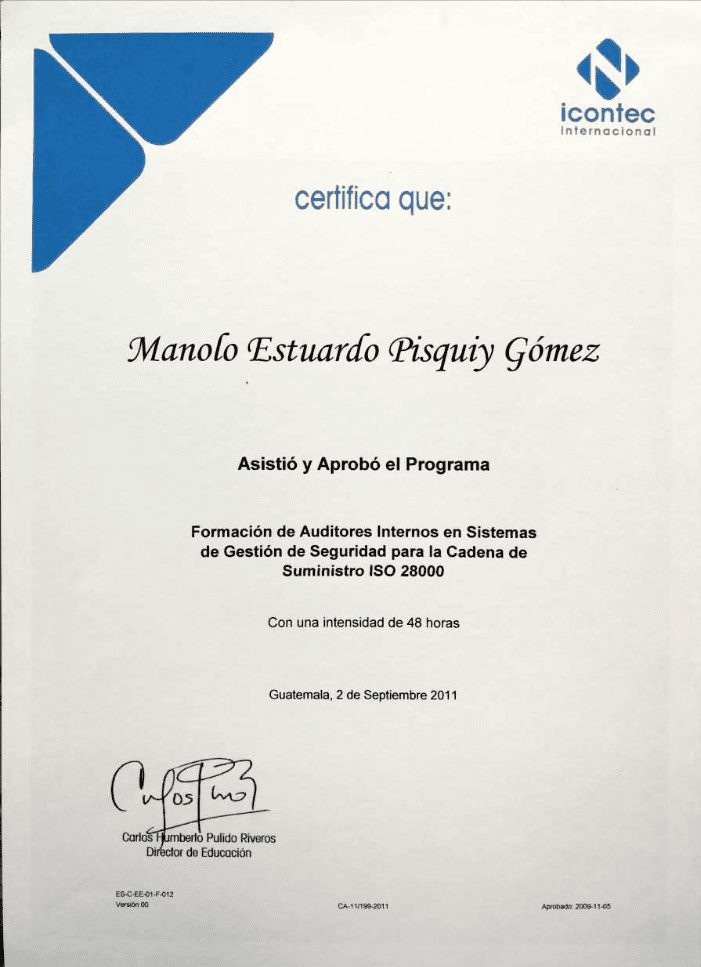 icontec
internacional
certifica que:
Manolo Estuardo Pisquiy Gómez
Asistió y Aprobó el Programa
Formación de Auditores Internos en Sistemas
de Gestión de Seguridad para la Cadena de
Suministro ISO 28000
Con una intensidad de 48 horas
Guatemala, 2 de Septiembre 2011
Carlos Humberto Pulido Riveros
Director de Educación
ES-C-EE-01-F-012
Versión 00
CA-11/199-2011
Aprobado: 2009-11-05